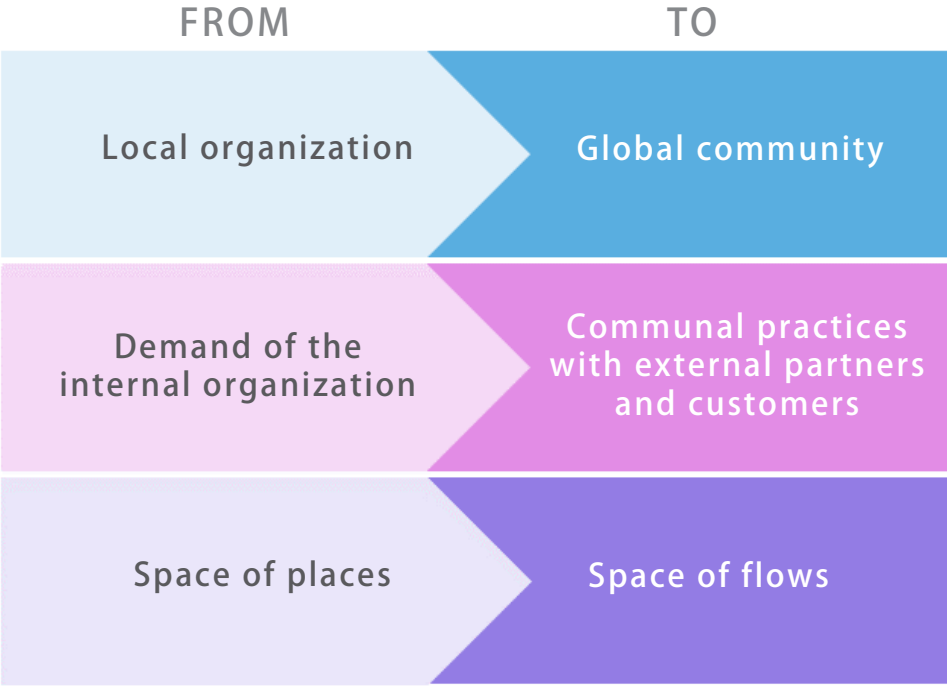 FROM
TO
Local organization
Global community
Demand of the
internal organization
Communal practices
with external partners
and customers
Space of places
Space of flows